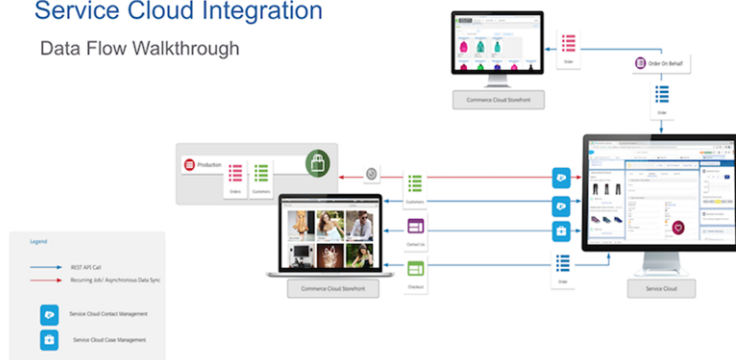 Service Cloud Integration
Data Flow Walkthrough
Order
Order On Behalf
Commerce Cloud Storefront
Order
Production
Orders
Customers
Customers
Contact Us
Legend
REST API Call
Recurring Job/ Asynchronous Data Sync
Commerce Cloud Storefront
Checkout
Order
Service Cloud
Service Cloud Contact Management
Service Cloud Case Management